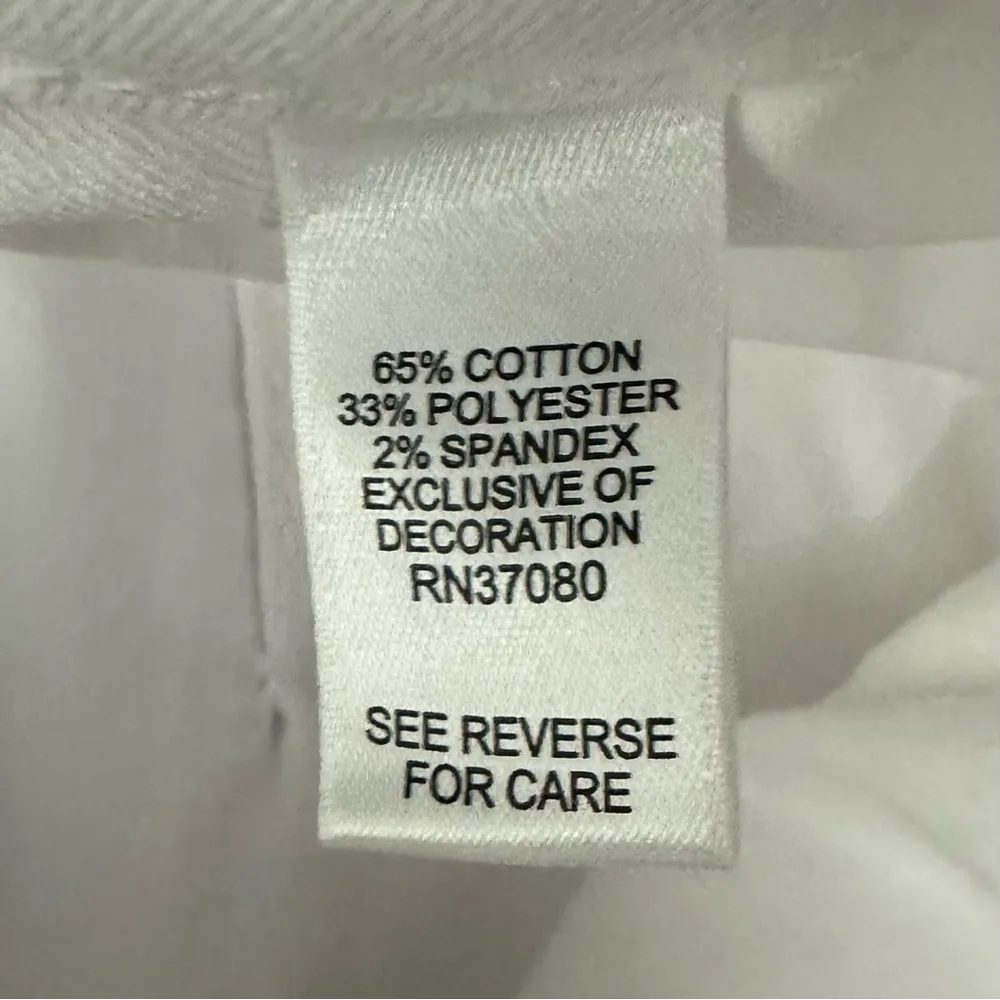 65% COTTON
33% POLYESTER
2% SPANDEX
EXCLUSIVE OF
DECORATION
RN37080
SEE REVERSE
FOR CARE